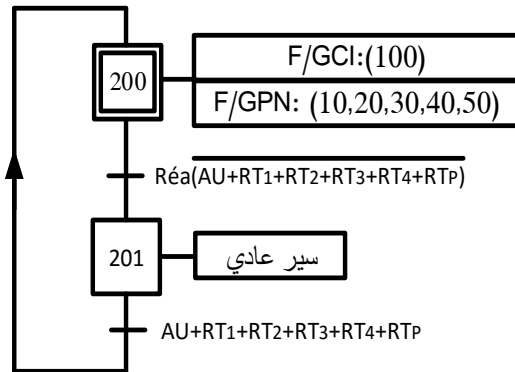 200
F/GCI:(100)
F/GPN: (10,20,30,40,50)
Réa(AU+RT1+RT2+RT3+RT4+RTP)
201
سير عادي
AU+RT1+RT2+RT3+RT4+RTP